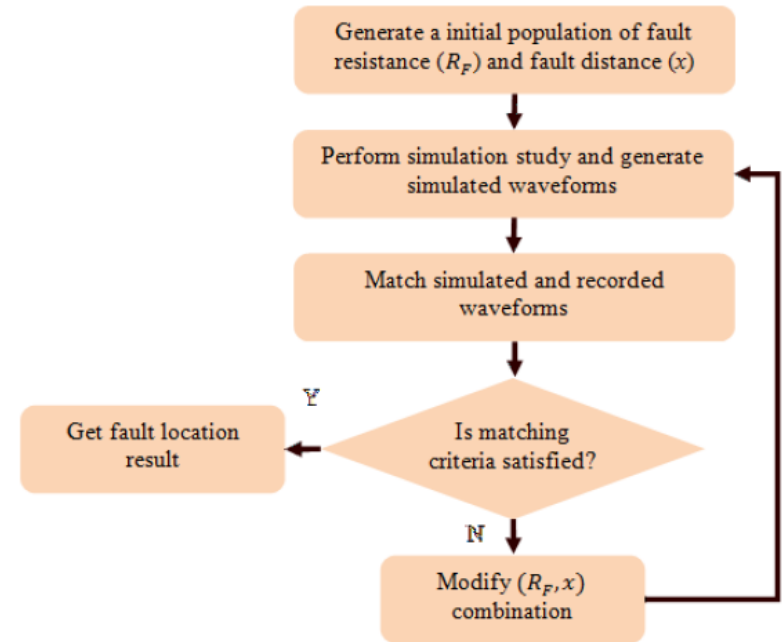 Generate a initial population of fault
resistance (R_F) and fault distance (x)
Perform simulation study and generate
simulated waveforms
Match simulated and recorded
waveforms
Y
Get fault location
result
Is matching
criteria satisfied?
N
Modify (R_F, x)
combination